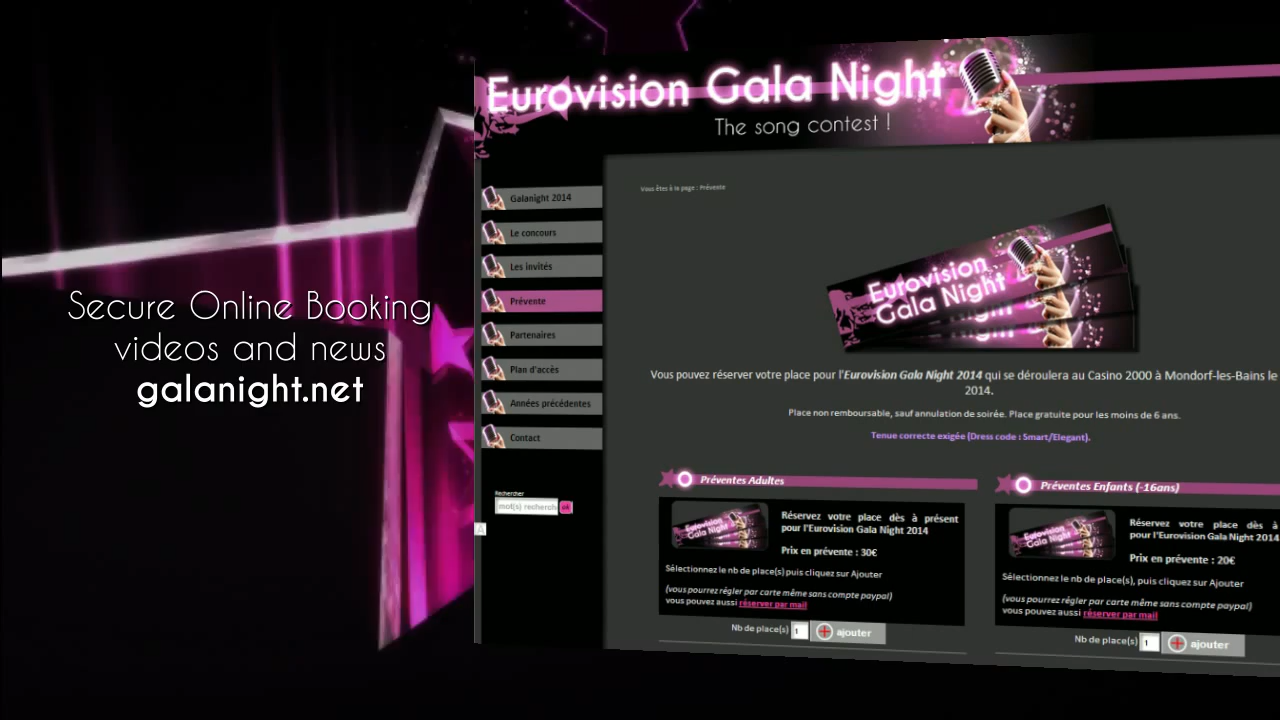 Eurovision Gala Night
The song contest !
Vous êtes à la page : Prévente
Galanight 2014
Le concours
Les invités
Prévente
Partenaires
Plan d'accès
Années précédentes
Contact
Rechercher
mot(s) recherch
ok
Secure Online Booking
videos and news
galanight.net
Eurovision
Gala Night
Vous pouvez réserver votre place pour l'Eurovision Gala Night 2014 qui se déroulera au Casino 2000 à Mondorf-les-Bains le
2014.
Place non remboursable, sauf annulation de soirée. Place gratuite pour les moins de 6 ans.
Tenue correcte exigée (Dress code : Smart/Elegant).
Préventes Adultes
Eurovision
Gala Night
Réservez votre place dès à présent
pour l'Eurovision Gala Night 2014
Prix en prévente : 30€
Sélectionnez le nb de place(s) puis cliquez sur Ajouter
(vous pourrez régler par carte même sans compte paypal)
vous pouvez aussi réserver par mail
Nb de place(s) 1 ajouter
Préventes Enfants (-16ans)
Eurovision
Gala Night
Réservez votre place dès à
pour l'Eurovision Gala Night 2014
Prix en prévente : 20€
Sélectionnez le nb de place(s), puis cliquez sur Ajouter
(vous pourrez régler par carte même sans compte paypal)
vous pouvez aussi réserver par mail
Nb de place(s) 1 ajouter